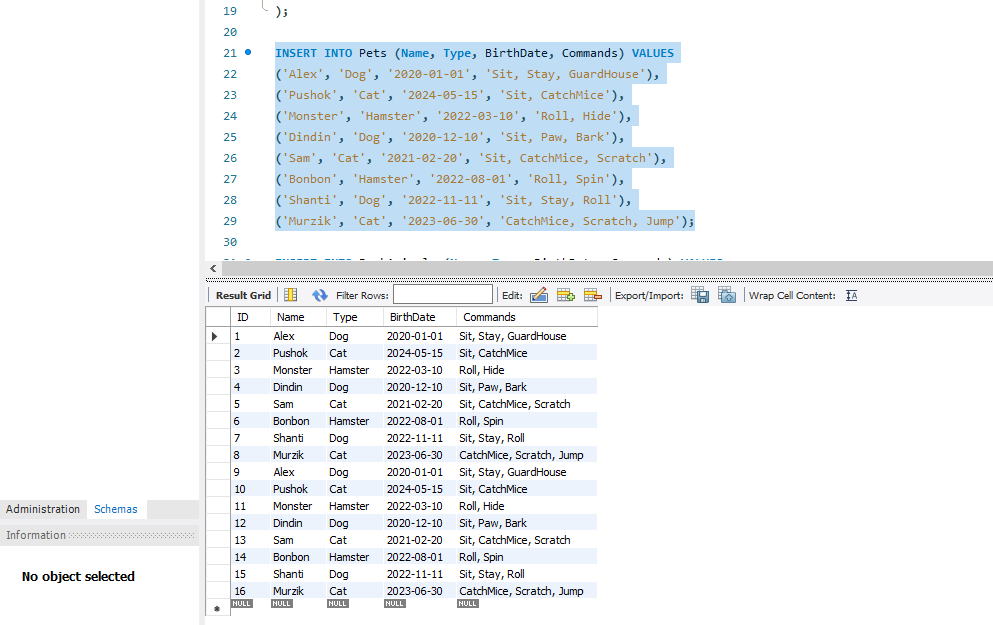 19 );
20
21 INSERT INTO Pets (Name, Type, BirthDate, Commands) VALUES
22 ('Alex', 'Dog', '2020-01-01', 'Sit, Stay, GuardHouse'),
23 ('Pushok', 'Cat', '2024-05-15', 'Sit, CatchMice'),
24 ('Monster', 'Hamster', '2022-03-10', 'Roll, Hide'),
25 ('Dindin', 'Dog', '2020-12-10', 'Sit, Paw, Bark'),
26 ('Sam', 'Cat', '2021-02-20', 'Sit, CatchMice, Scratch'),
27 ('Bonbon', 'Hamster', '2022-08-01', 'Roll, Spin'),
28 ('Shanti', 'Dog', '2022-11-11', 'Sit, Stay, Roll'),
29 ('Murzik', 'Cat', '2023-06-30', 'CatchMice, Scratch, Jump');
30
Result Grid Filter Rows: Edit: Export/Import: Wrap Cell Content: IA
ID Name Type BirthDate Commands
1 Alex Dog 2020-01-01 Sit, Stay, GuardHouse
2 Pushok Cat 2024-05-15 Sit, CatchMice
3 Monster Hamster 2022-03-10 Roll, Hide
4 Dindin Dog 2020-12-10 Sit, Paw, Bark
5 Sam Cat 2021-02-20 Sit, CatchMice, Scratch
6 Bonbon Hamster 2022-08-01 Roll, Spin
7 Shanti Dog 2022-11-11 Sit, Stay, Roll
8 Murzik Cat 2023-06-30 CatchMice, Scratch, Jump
9 Alex Dog 2020-01-01 Sit, Stay, GuardHouse
10 Pushok Cat 2024-05-15 Sit, CatchMice
11 Monster Hamster 2022-03-10 Roll, Hide
12 Dindin Dog 2020-12-10 Sit, Paw, Bark
13 Sam Cat 2021-02-20 Sit, CatchMice, Scratch
14 Bonbon Hamster 2022-08-01 Roll, Spin
15 Shanti Dog 2022-11-11 Sit, Stay, Roll
16 Murzik Cat 2023-06-30 CatchMice, Scratch, Jump
NULL NULL NULL NULL NULL
Administration Schemas
Information
No object selected